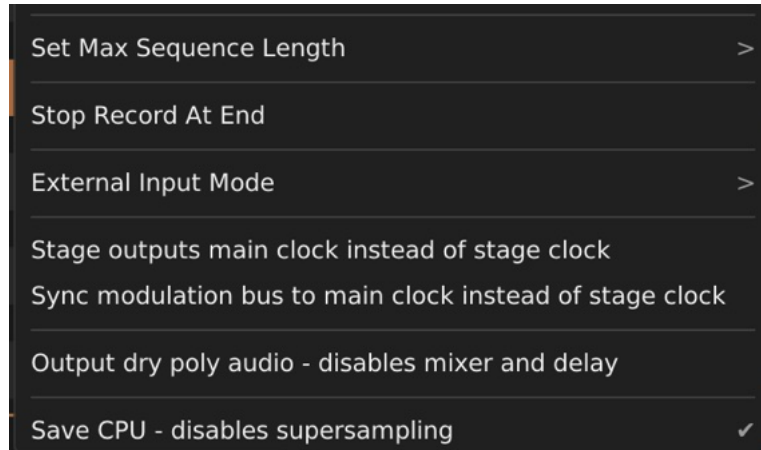 Set Max Sequence Length >
Stop Record At End
External Input Mode >
Stage outputs main clock instead of stage clock
Sync modulation bus to main clock instead of stage clock
Output dry poly audio - disables mixer and delay
Save CPU - disables supersampling ✔